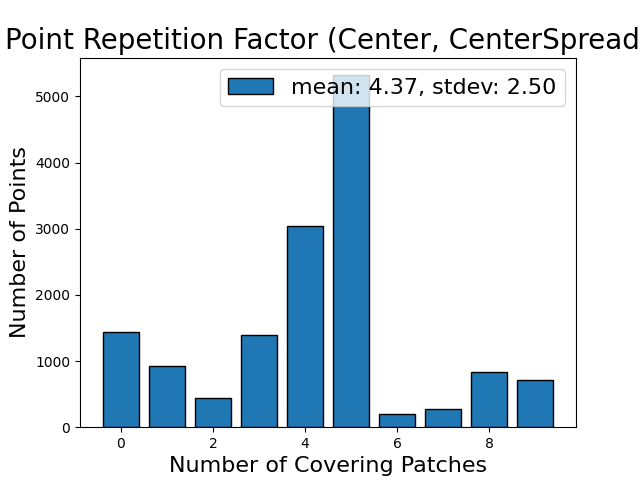 Point Repetition Factor (Center, CenterSpread
mean: 4.37, stdev: 2.50
Number of Points
5000
4000
3000
2000
1000
0
0 2 4 6 8
Number of Covering Patches